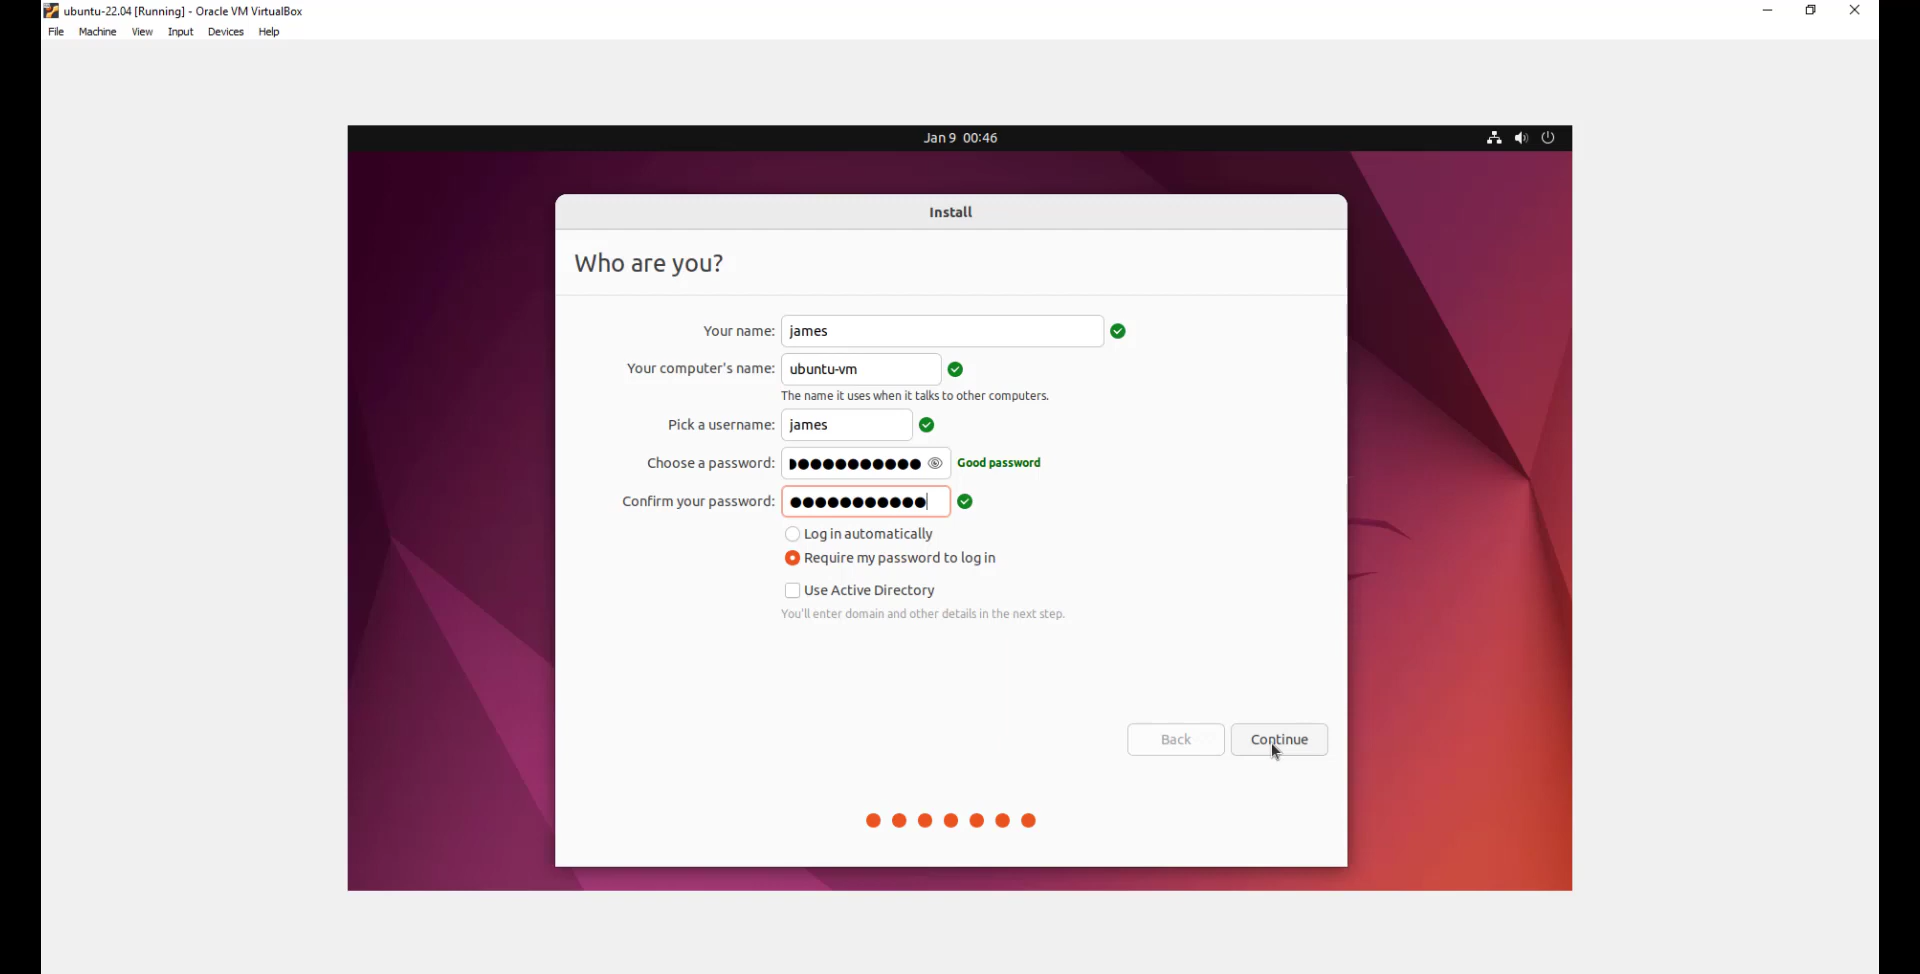 ubuntu-22.04 [Running] - Oracle VM VirtualBox
File Machine View Input Devices Help
Jan 9 00:46
Install
Who are you?
Your name: james
Your computer's name: ubuntu-vm
The name it uses when it talks to other computers.
Pick a username: james
Choose a password: ●●●●●●●●●●●● Good password
Confirm your password: ●●●●●●●●●●●
Log in automatically
Require my password to log in
Use Active Directory
You'll enter domain and other details in the next step.
Back Continue